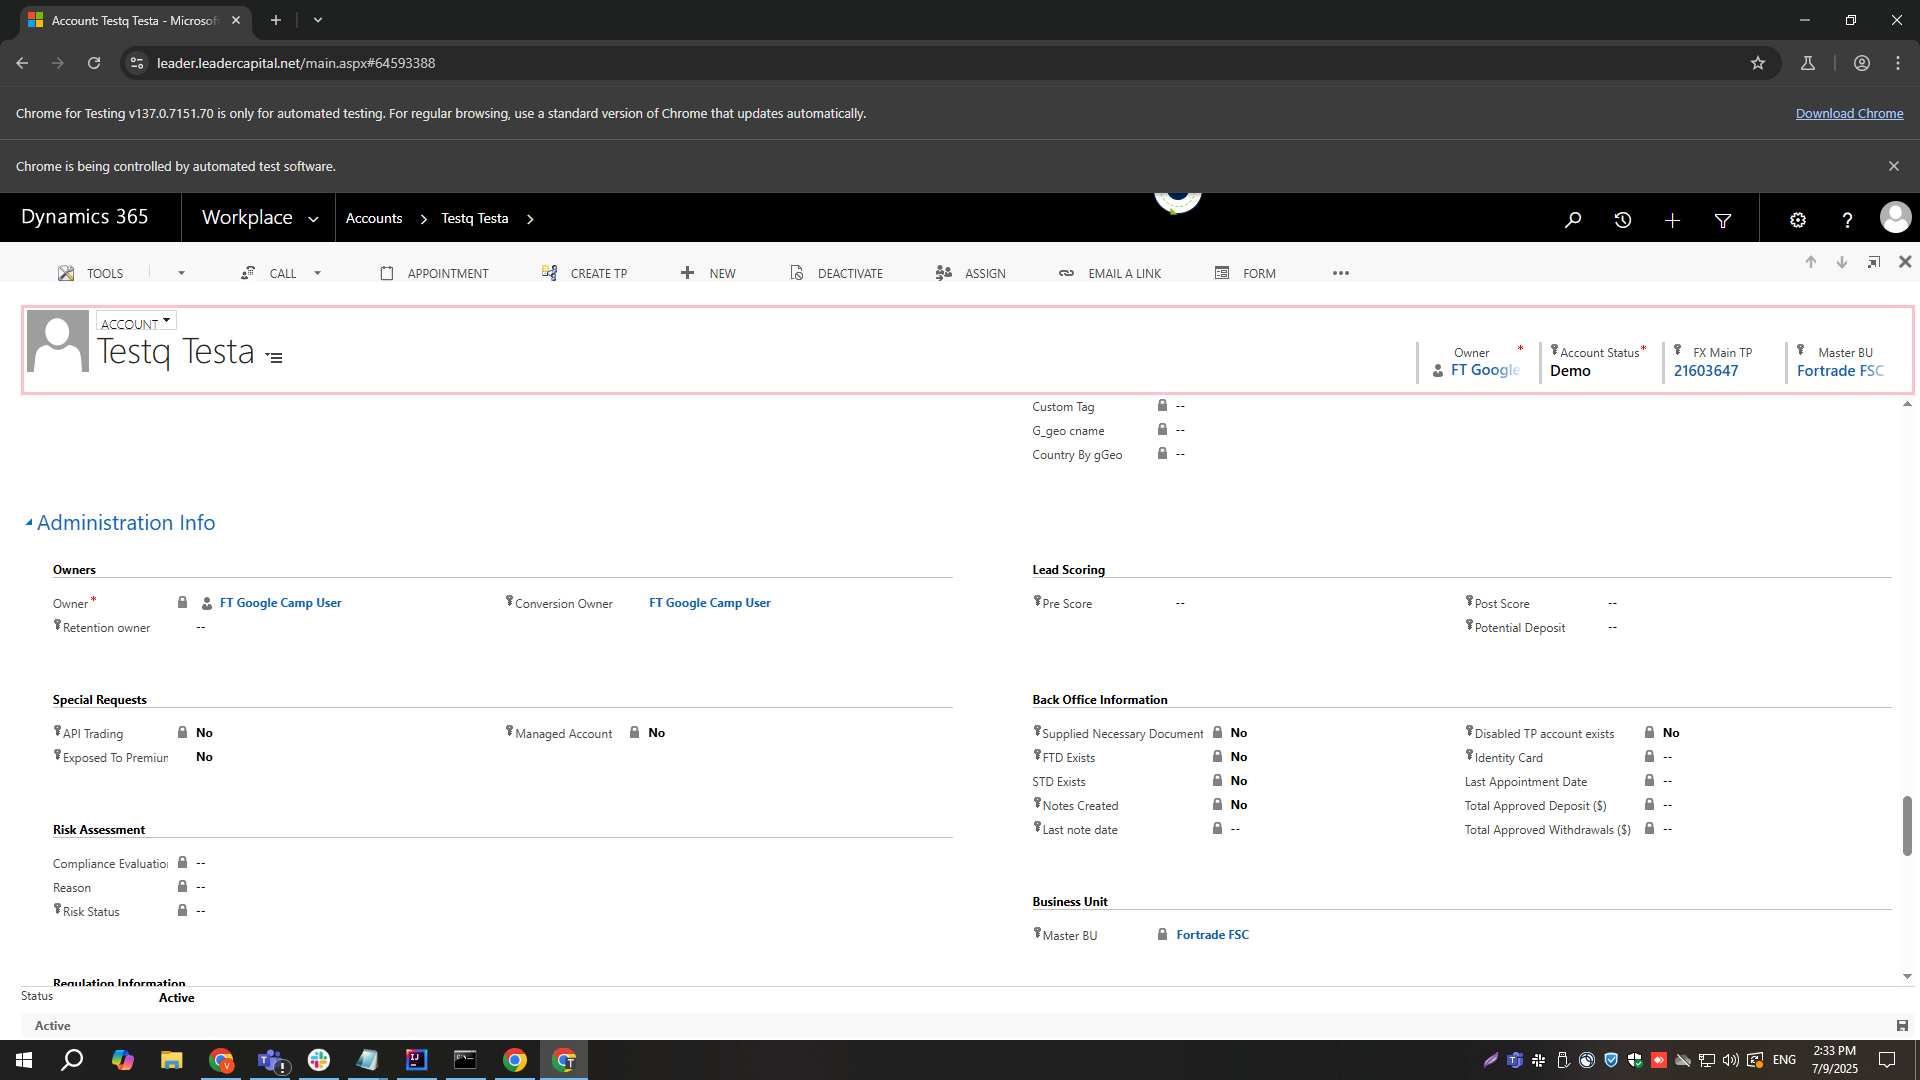 Account: Testq Testa - Microsof
leader.leadercapital.net/main.aspx#64593388
Chrome for Testing v137.0.7151.70 is only for automated testing. For regular browsing, use a standard version of Chrome that updates automatically.
Download Chrome
Chrome is being controlled by automated test software.
Dynamics 365
Workplace
Accounts
Testq Testa
TOOLS
CALL
APPOINTMENT
CREATE TP
NEW
DEACTIVATE
ASSIGN
EMAIL A LINK
FORM
•••
ACCOUNT
Testq Testa
Owner *
FT Google
Account Status *
Demo
FX Main TP
21603647
Master BU
Fortrade FSC
Custom Tag --
G_geo cname --
Country By gGeo --
Administration Info
Owners
Owner * FT Google Camp User
Conversion Owner FT Google Camp User
Retention owner --
Lead Scoring
Pre Score --
Post Score --
Potential Deposit --
Special Requests
API Trading No
Managed Account No
Exposed To Premiun No
Back Office Information
Supplied Necessary Document No
Disabled TP account exists No
FTD Exists No
Identity Card --
STD Exists No
Last Appointment Date --
Notes Created No
Total Approved Deposit ($) --
Last note date --
Total Approved Withdrawals ($) --
Risk Assessment
Compliance Evaluation --
Reason --
Risk Status --
Business Unit
Master BU Fortrade FSC
Regulation Information
Status Active
Active
ENG
2:33 PM
7/9/2025